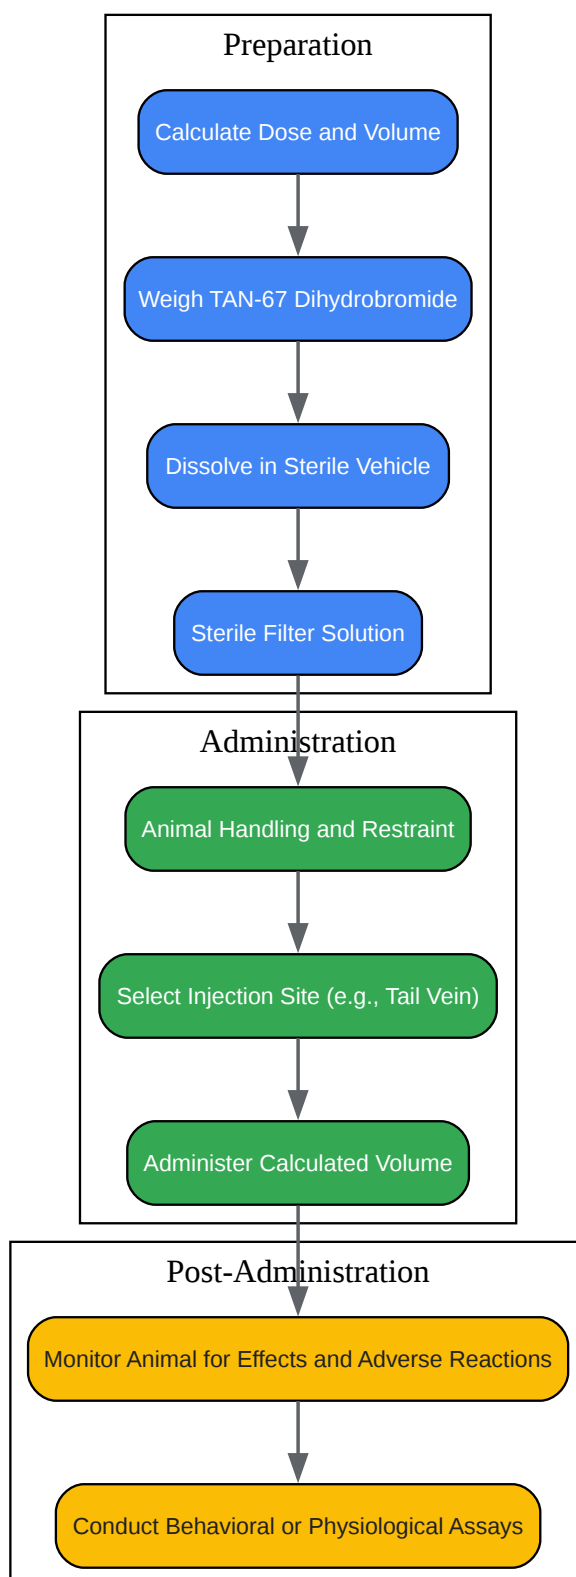 Preparation
Calculate Dose and Volume
Weigh TAN-67 Dihydrobromide
Dissolve in Sterile Vehicle
Sterile Filter Solution
Administration
Animal Handling and Restraint
Select Injection Site (e.g., Tail Vein)
Administer Calculated Volume
Post-Administration
Monitor Animal for Effects and Adverse Reactions
Conduct Behavioral or Physiological Assays